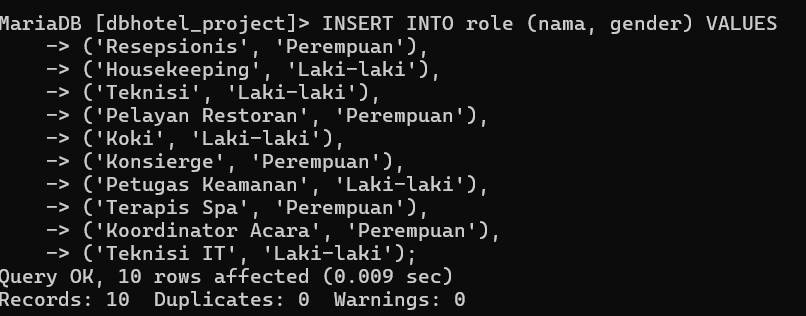 MariaDB [dbhotel_project]> INSERT INTO role (nama, gender) VALUES
    -> ('Resepsionis', 'Perempuan'),
    -> ('Housekeeping', 'Laki-laki'),
    -> ('Teknisi', 'Laki-laki'),
    -> ('Pelayan Restoran', 'Perempuan'),
    -> ('Koki', 'Laki-laki'),
    -> ('Konsierge', 'Perempuan'),
    -> ('Petugas Keamanan', 'Laki-laki'),
    -> ('Terapis Spa', 'Perempuan'),
    -> ('Koordinator Acara', 'Perempuan'),
    -> ('Teknisi IT', 'Laki-laki');
Query OK, 10 rows affected (0.009 sec)
Records: 10  Duplicates: 0  Warnings: 0